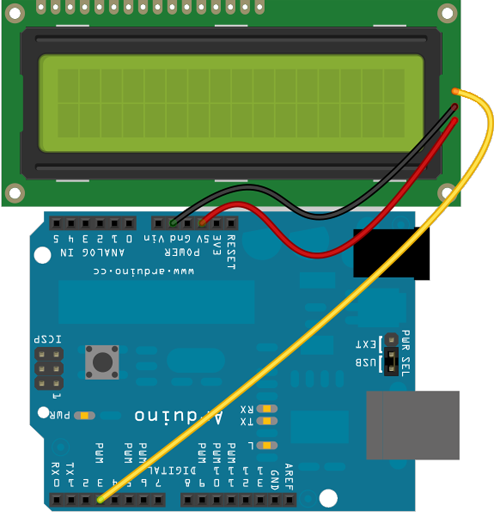 5 4 3 2 1 0
Vin Gnd 5V 3V3 RESET
ANALOG IN
POWER
www.arduino.cc
EXT
USB
PWR SEL
ICSP
1
PWR
Arduino
RX
TX
L
PWM PWM PWM PWM PWM PWM
DIGITAL
RX TX
0 1 2 3 4 5 6 7 8 9 10 11 12 13 GND AREF